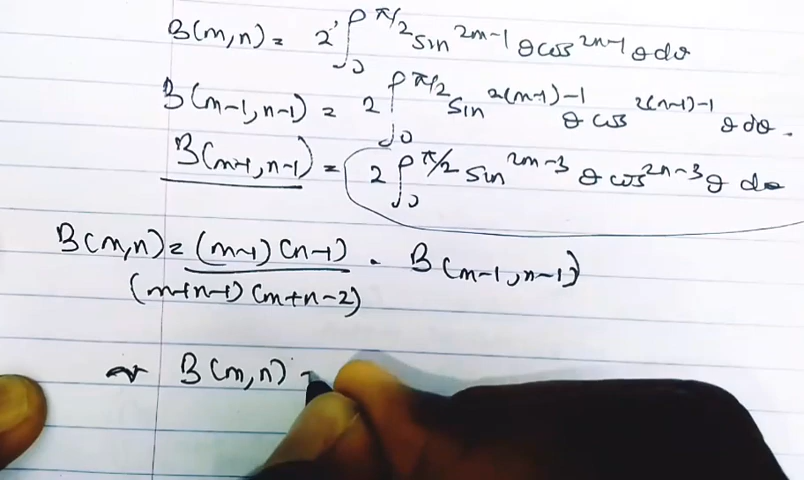 B(m,n) = 2 ∫₀^π/2 sin^2m-1 θ cos^2n-1 θ dθ
B(m-1,n-1) = 2 ∫₀^π/2 sin^2(m-1)-1 θ cos^2(n-1)-1 θ dθ.
B(m-1,n-1) = 2 ∫₀^π/2 sin^2m-3 θ cos^2n-3 θ dθ
B(m,n) = (m-1)(n-1) . B(m-1,n-1)
(m+n-1)(m+n-2)
or B(m,n) =